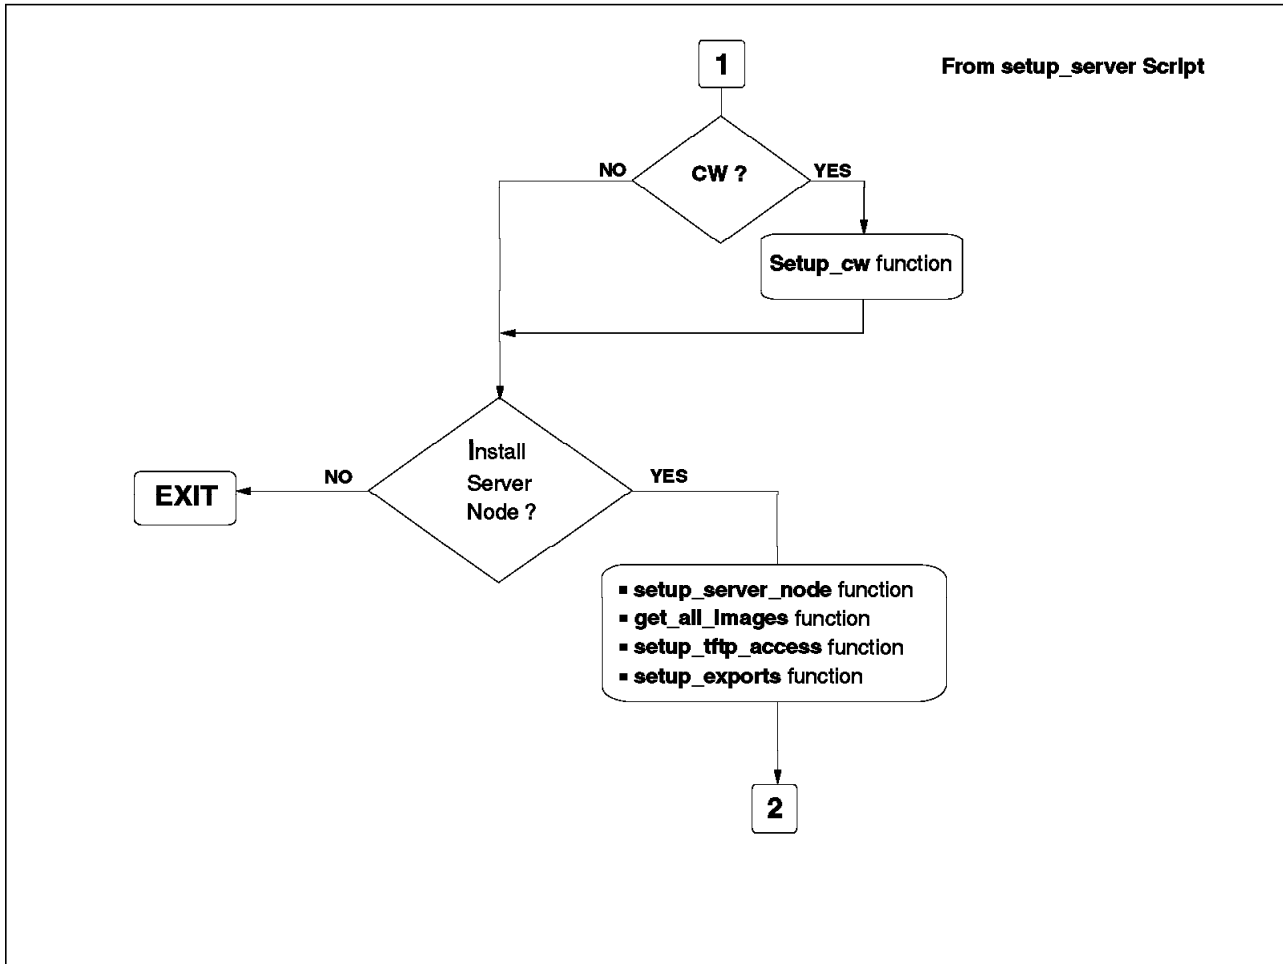 1
From setup_server Script
CW ?
NO
YES
Setup_cw function
Install
Server
Node ?
NO
YES
EXIT
▪ setup_server_node function
▪ get_all_Images function
▪ setup_tftp_access function
▪ setup_exports function
2